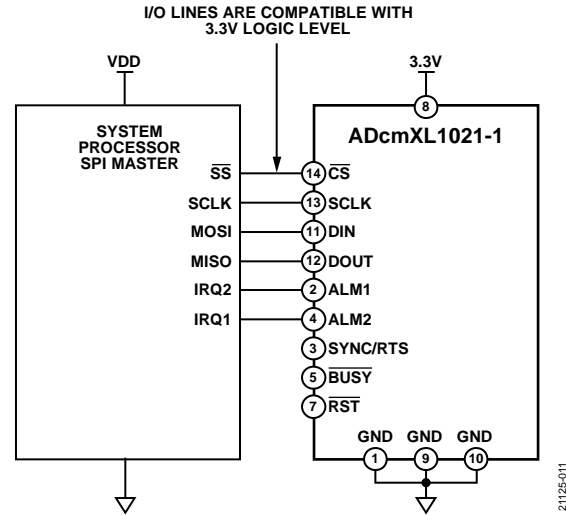 I/O LINES ARE COMPATIBLE WITH
3.3V LOGIC LEVEL
VDD
3.3V
8
SYSTEM
PROCESSOR
SPI MASTER
ADcmXL1021-1
SS 14 CS
SCLK 13 SCLK
MOSI 11 DIN
MISO 12 DOUT
IRQ2 2 ALM1
IRQ1 4 ALM2
3 SYNC/RTS
5 BUSY
7 RST
GND GND GND
1 9 10
21125-011